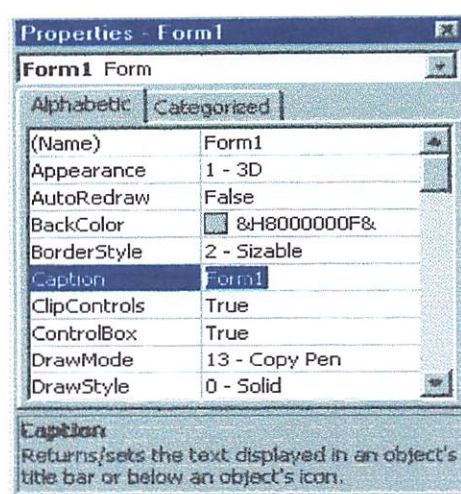 Properties - Form1
Form1 Form
Alphabetic Categorized
(Name) Form1
Appearance 1 - 3D
AutoRedraw False
BackColor &H8000000F&
BorderStyle 2 - Sizable
Caption Form1
ClipControls True
ControlBox True
DrawMode 13 - Copy Pen
DrawStyle 0 - Solid
Caption
Returns/sets the text displayed in an object's
title bar or below an object's icon.